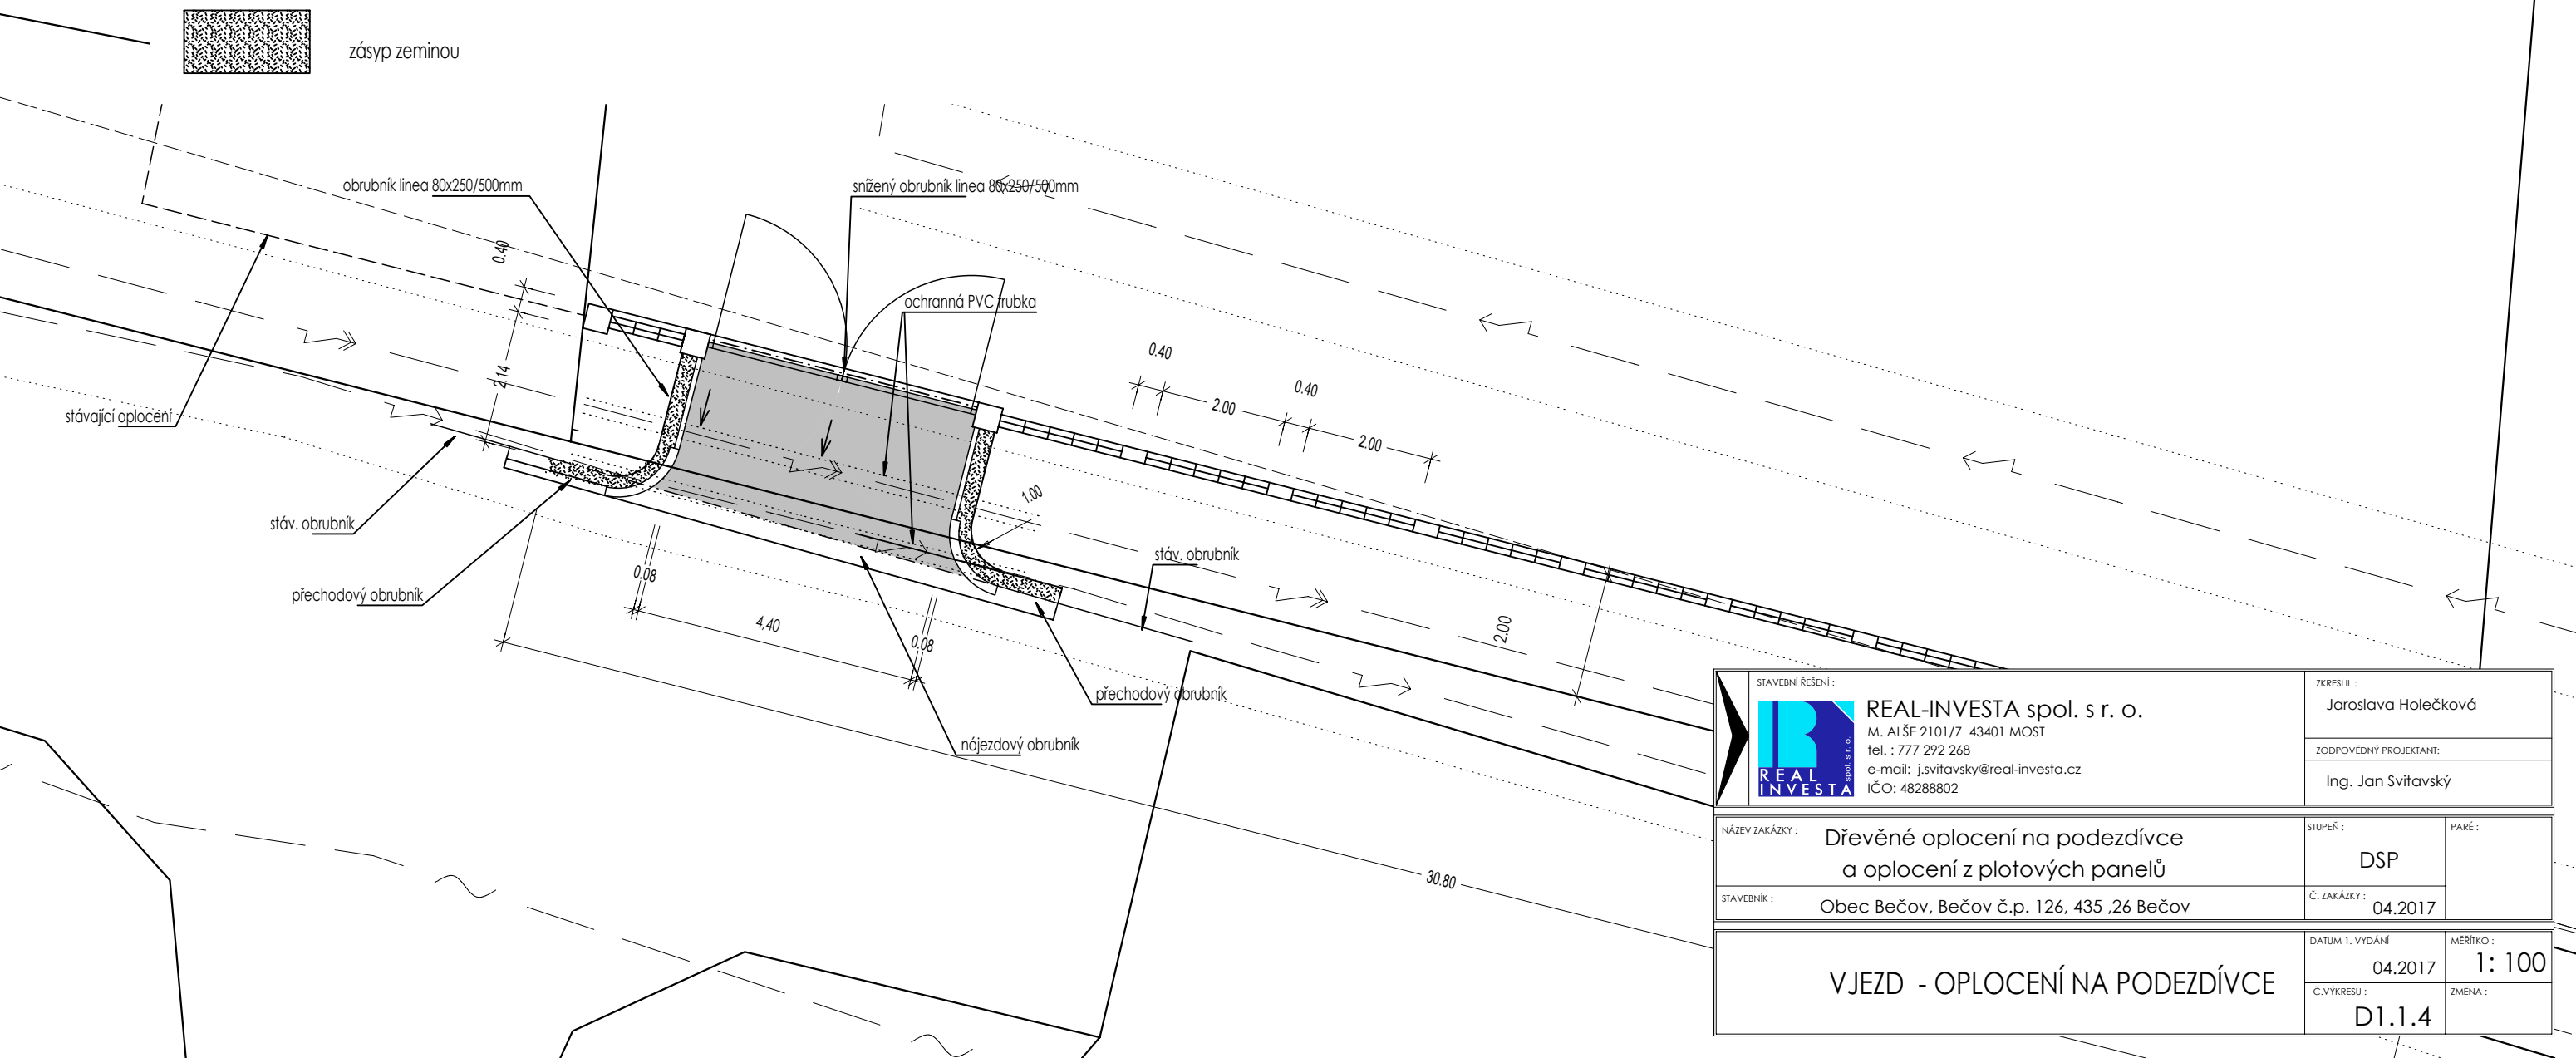 zásyp zeminou
obrubník linea 80x250/500mm
snížený obrubník linea 80x250/500mm
0.40
ochranná PVC trubka
2.14
0.40
0.40
2.00
2.00
stávající oplocení
stáv. obrubník
1.00
stáv. obrubník
přechodový obrubník
0.08
4,40
0.08
2.00
přechodový obrubník
nájezdový obrubník
30.80
STAVEBNÍ ŘEŠENÍ :
REAL
INVESTA
spol. s r. o.
REAL-INVESTA spol. s r. o.
M. ALŠE 2101/7 43401 MOST
tel. : 777 292 268
e-mail: j.svitavsky@real-investa.cz
IČO: 48288802
ZKRESLIL :
Jaroslava Holečková
ZODPOVĚDNÝ PROJEKTANT:
Ing. Jan Svitavský
NÁZEV ZAKÁZKY :
Dřevěné oplocení na podezdívce
a oplocení z plotových panelů
STUPEŇ :
DSP
PARÉ :
STAVEBNÍK :
Obec Bečov, Bečov č.p. 126, 435 ,26 Bečov
Č. ZAKÁZKY :
04.2017
VJEZD - OPLOCENÍ NA PODEZDÍVCE
DATUM 1. VYDÁNÍ
04.2017
MĚŘÍTKO :
1: 100
Č.VÝKRESU :
D1.1.4
ZMĚNA :